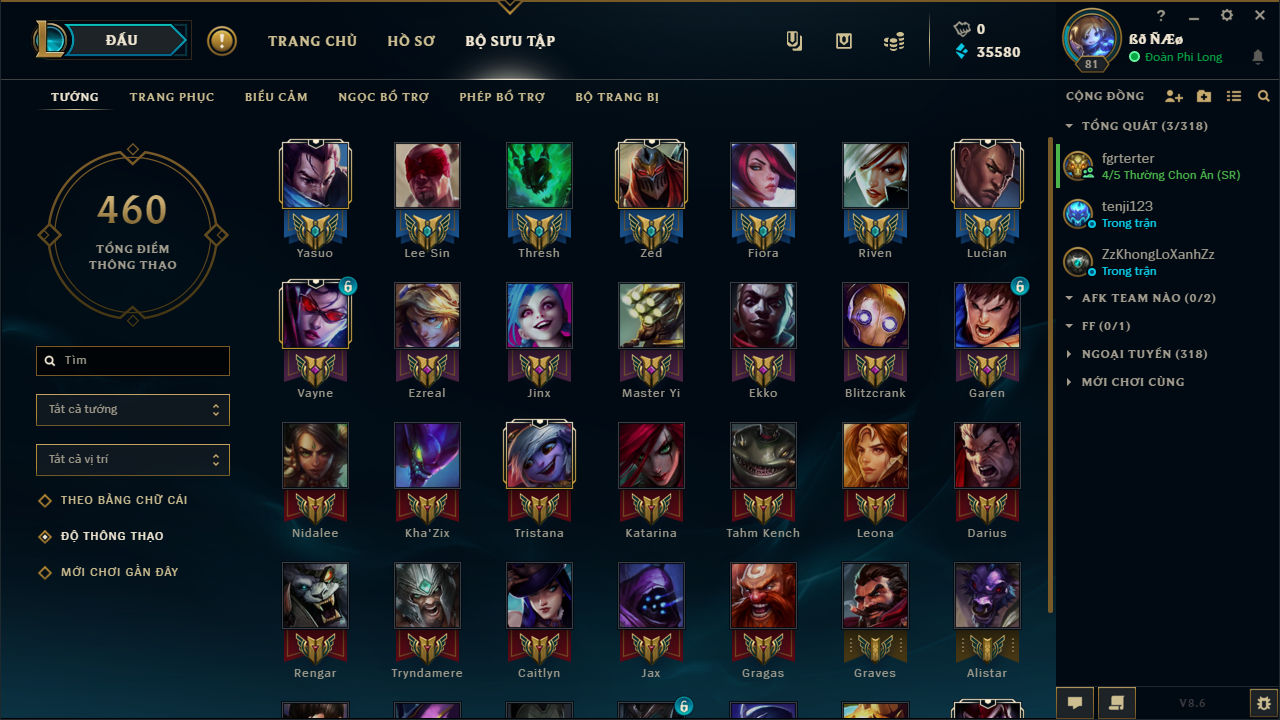 ĐẤU
!
TRANG CHỦ
HỒ SƠ
BỘ SƯU TẬP
0
35580
?
ßð ÑÆø
Đoàn Phi Long
81
TƯỚNG
TRANG PHỤC
BIỂU CẢM
NGỌC BỔ TRỢ
PHÉP BỔ TRỢ
BỘ TRANG BỊ
460
TỔNG ĐIỂM
THÔNG THẠO
Tìm
Tất cả tướng
Tất cả vị trí
THEO BẢNG CHỮ CÁI
ĐỘ THÔNG THẠO
MỚI CHƠI GẦN ĐÂY
Yasuo
Lee Sin
Thresh
Zed
Fiora
Riven
Lucian
6
6
Vayne
Ezreal
Jinx
Master Yi
Ekko
Blitzcrank
Garen
Nidalee
Kha'Zix
Tristana
Katarina
Tahm Kench
Leona
Darius
Rengar
Tryndamere
Caitlyn
Jax
Gragas
Graves
Alistar
6
CỘNG ĐỒNG
TỔNG QUÁT (3/318)
fgrterter
4/5 Thường Chọn Ẩn (SR)
tenji123
Trong trận
ZzKhongLoXanhZz
Trong trận
AFK TEAM NÀO (0/2)
FF (0/1)
NGOẠI TUYẾN (318)
MỚI CHƠI CÙNG
V8.6